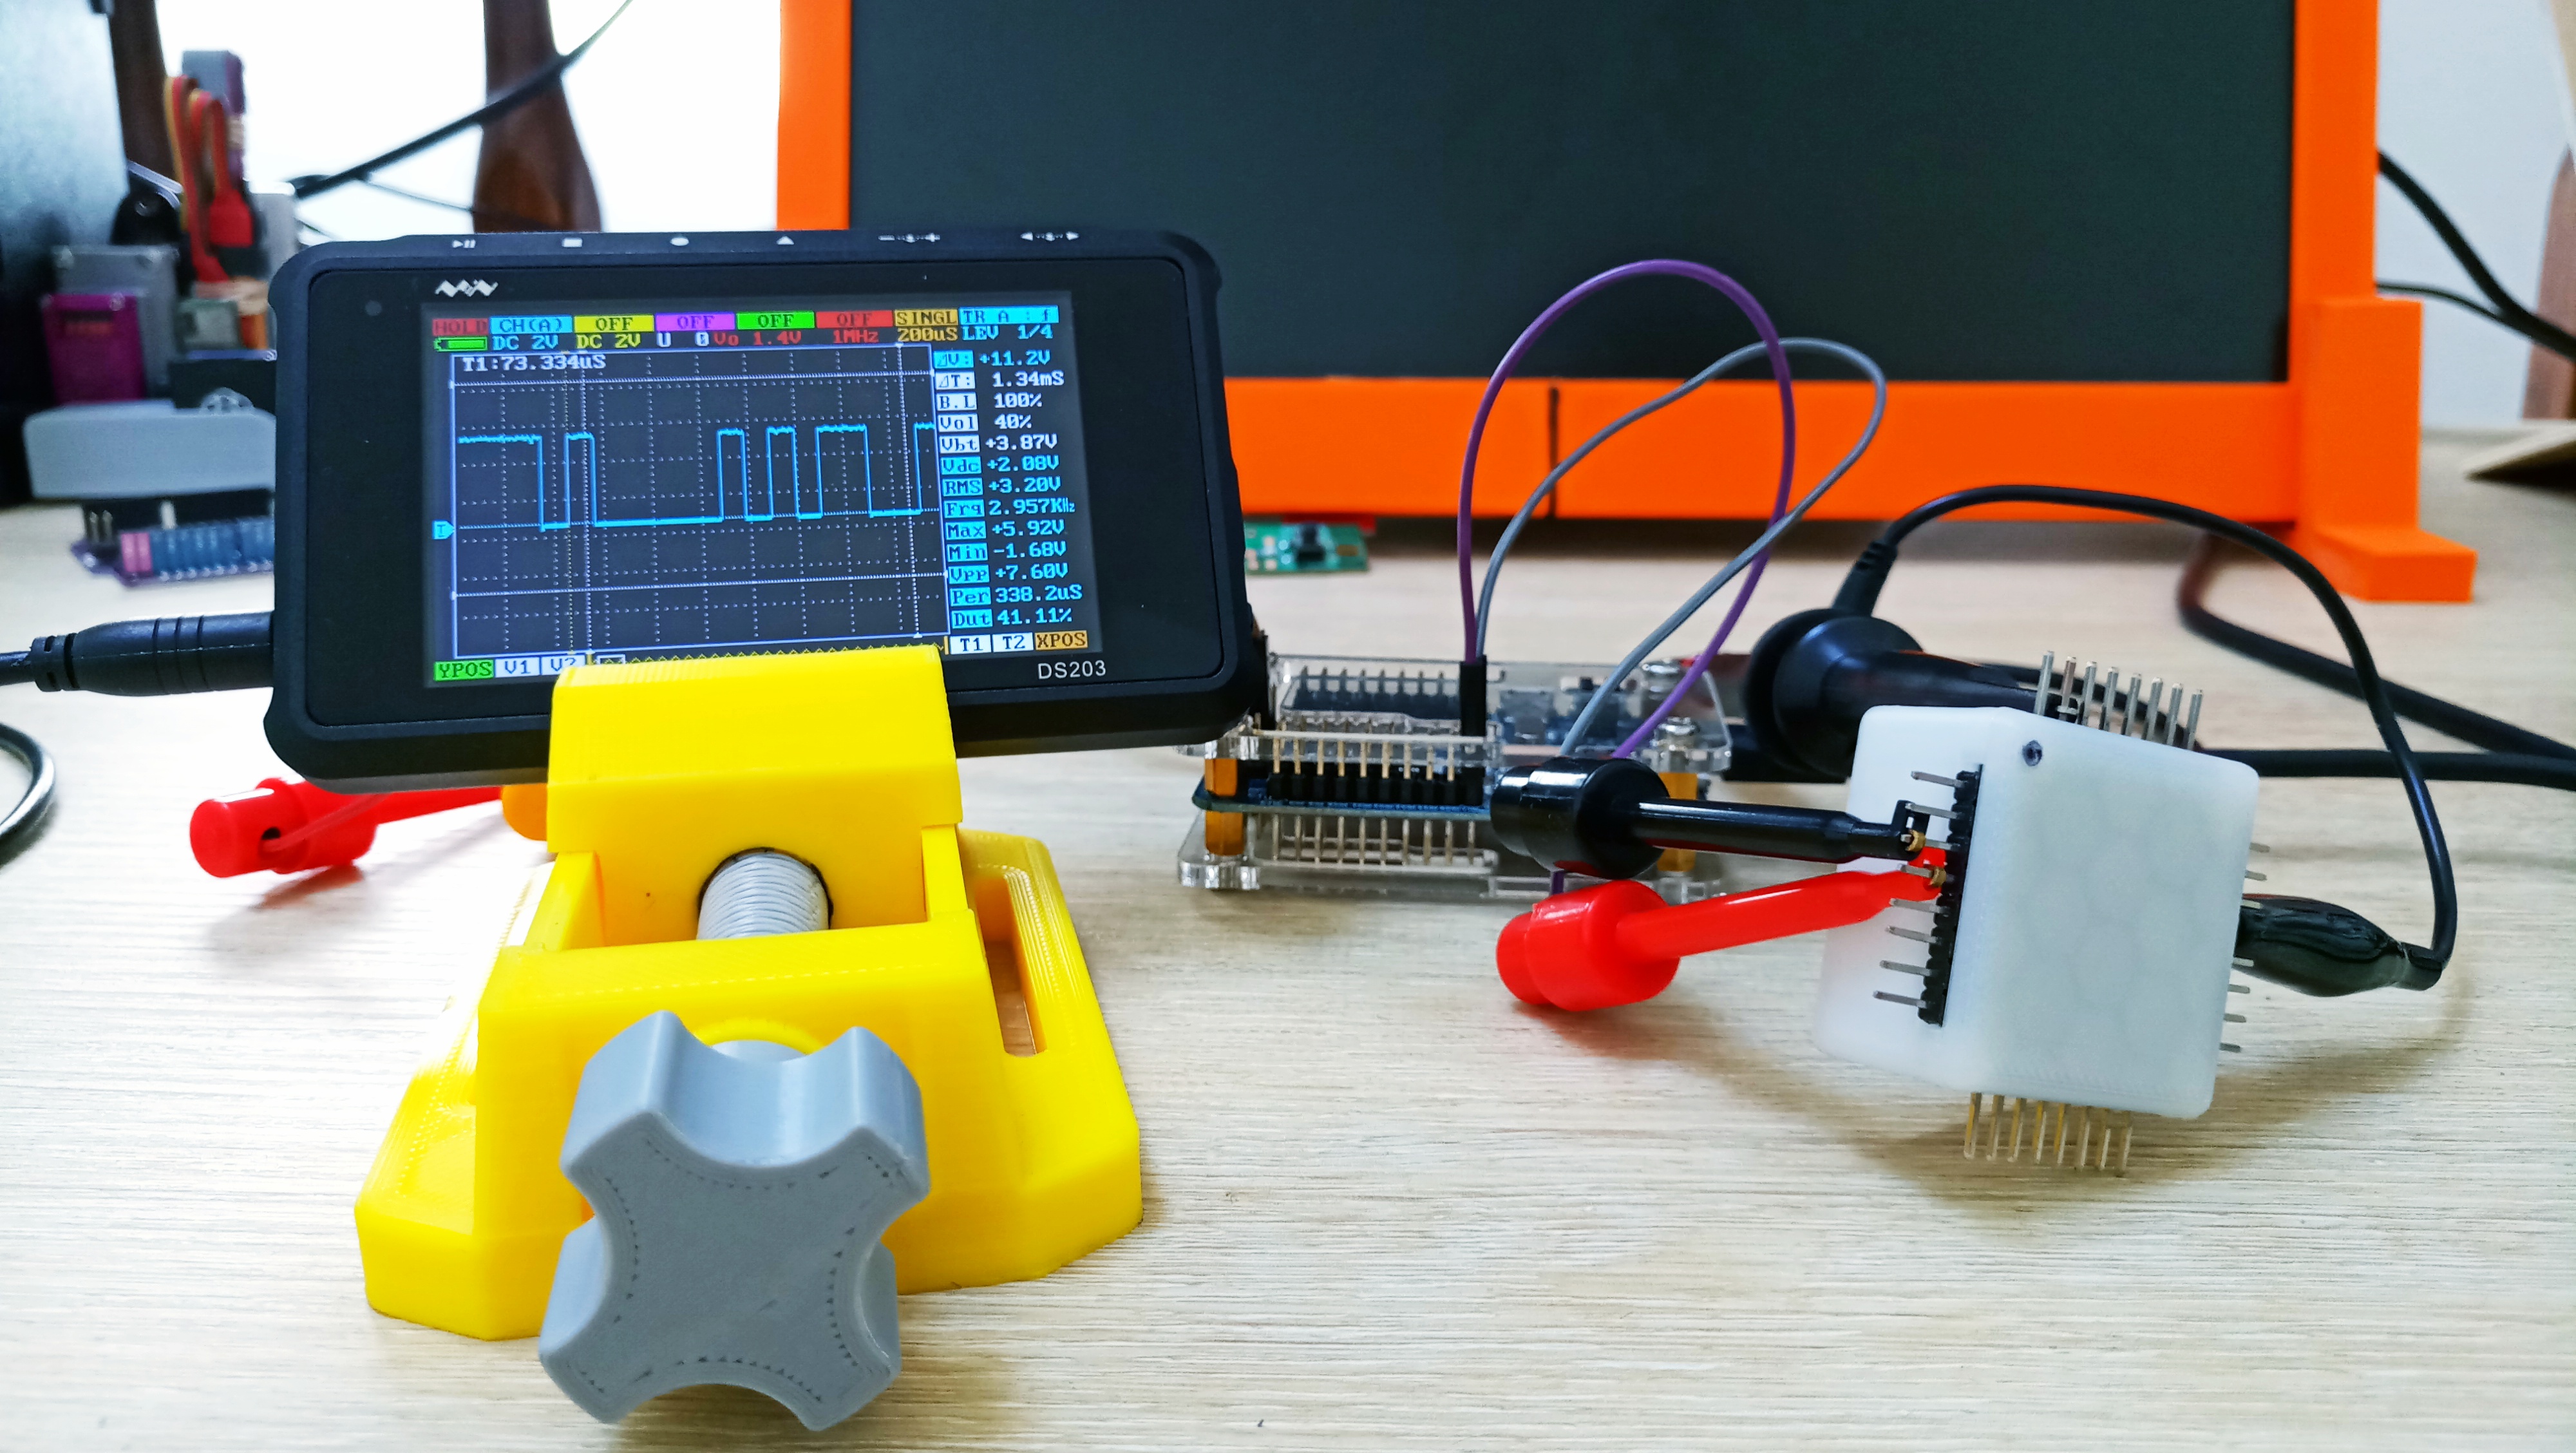 HOLD CH(A) OFF OFF OFF OFF SINGL TR A : f
DC 2V DC 2V U 0 Vo 1.4V 1MHz 200uS LEV 1/4
T1:73.334uS
⊿V: +11.2V
⊿T: 1.34mS
B.L 100%
Vol 40%
Vbt +3.87V
Vdc +2.08V
RMS +3.20V
Frq 2.957KHz
Max +5.92V
Min -1.68V
Vpp +7.60V
Per 338.2uS
Dut 41.11%
YPOS V1 V2 T1 T2 XPOS
DS203